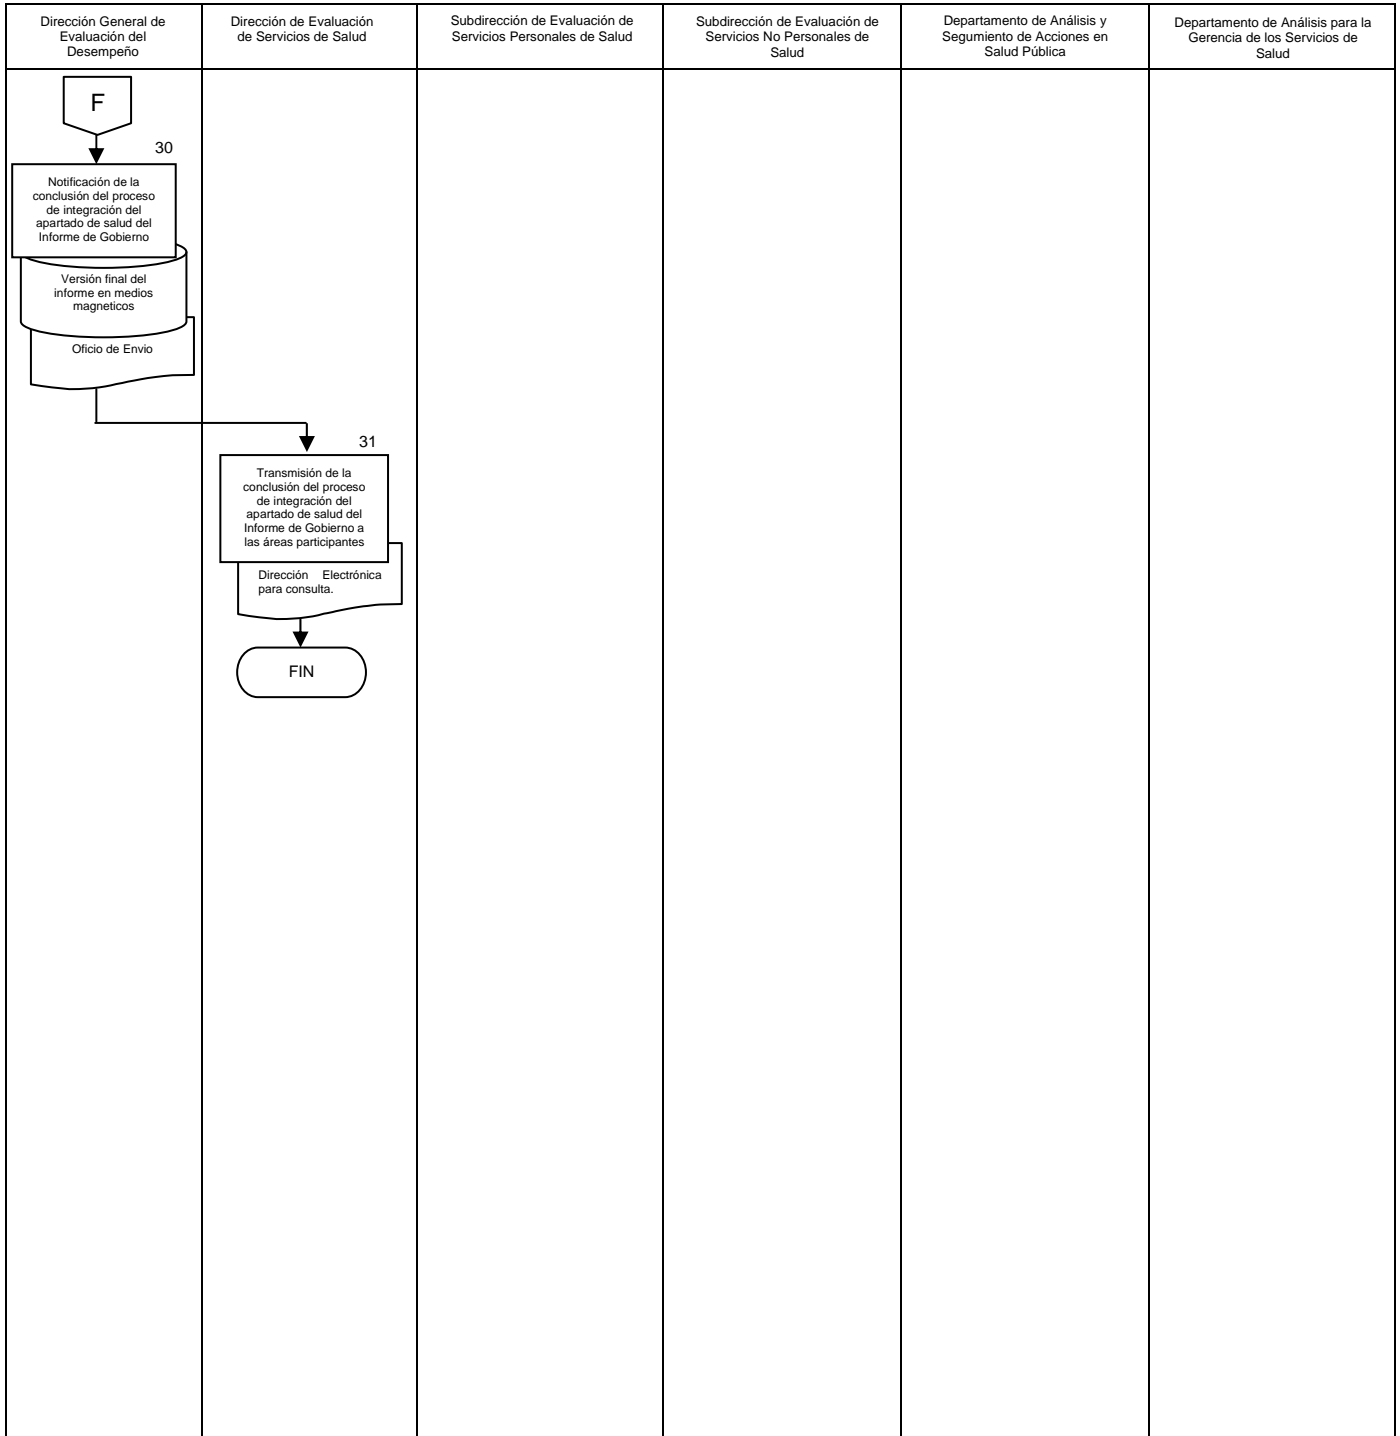 Dirección General de
Evaluación del
Desempeño
Dirección de Evaluación
de Servicios de Salud
Subdirección de Evaluación de
Servicios Personales de Salud
Subdirección de Evaluación de
Servicios No Personales de
Salud
Departamento de Análisis y
Segumiento de Acciones en
Salud Pública
Departamento de Análisis para la
Gerencia de los Servicios de
Salud
F
30
Notificación de la
conclusión del proceso
de integración del
apartado de salud del
Informe de Gobierno
Versión final del
informe en medios
magneticos
Oficio de Envio
31
Transmisión de la
conclusión del proceso
de integración del
apartado de salud del
Informe de Gobierno a
las áreas participantes
Dirección Electrónica
para consulta.
FIN